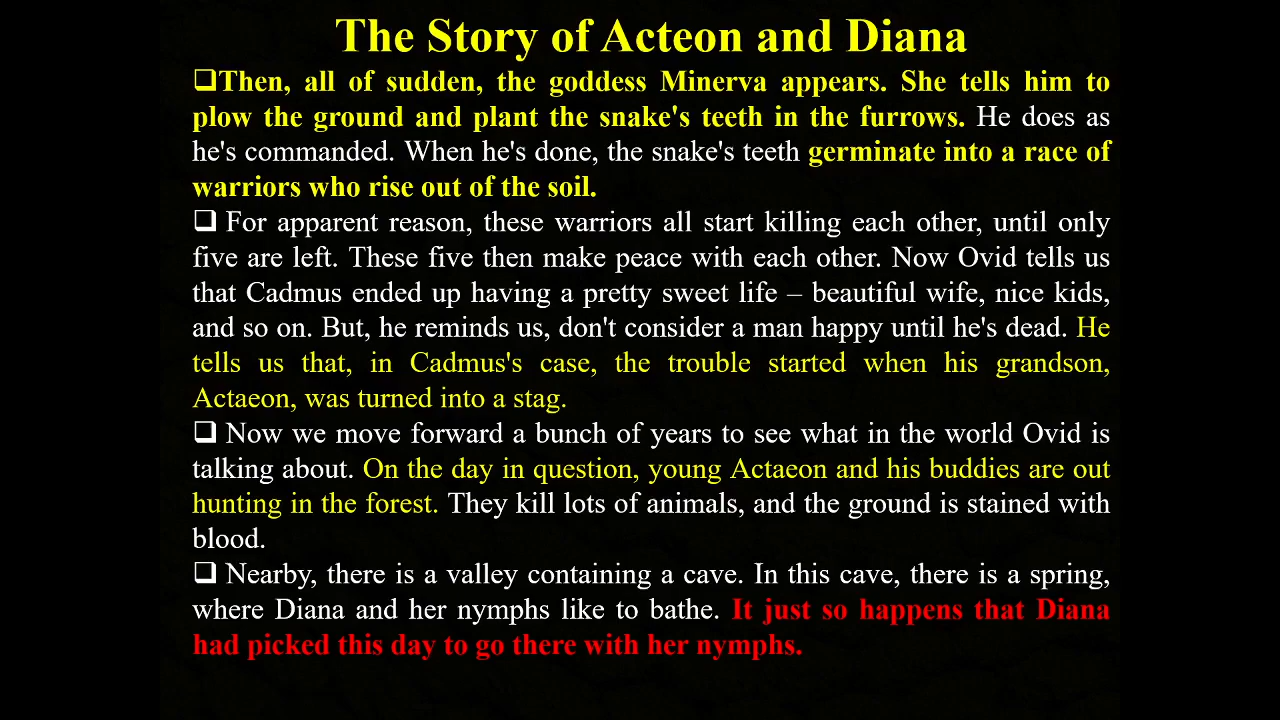 The Story of Acteon and Diana
❑Then, all of sudden, the goddess Minerva appears. She tells him to
plow the ground and plant the snake's teeth in the furrows. He does as
he's commanded. When he's done, the snake's teeth germinate into a race of
warriors who rise out of the soil.
❑ For apparent reason, these warriors all start killing each other, until only
five are left. These five then make peace with each other. Now Ovid tells us
that Cadmus ended up having a pretty sweet life – beautiful wife, nice kids,
and so on. But, he reminds us, don't consider a man happy until he's dead. He
tells us that, in Cadmus's case, the trouble started when his grandson,
Actaeon, was turned into a stag.
❑ Now we move forward a bunch of years to see what in the world Ovid is
talking about. On the day in question, young Actaeon and his buddies are out
hunting in the forest. They kill lots of animals, and the ground is stained with
blood.
❑ Nearby, there is a valley containing a cave. In this cave, there is a spring,
where Diana and her nymphs like to bathe. It just so happens that Diana
had picked this day to go there with her nymphs.